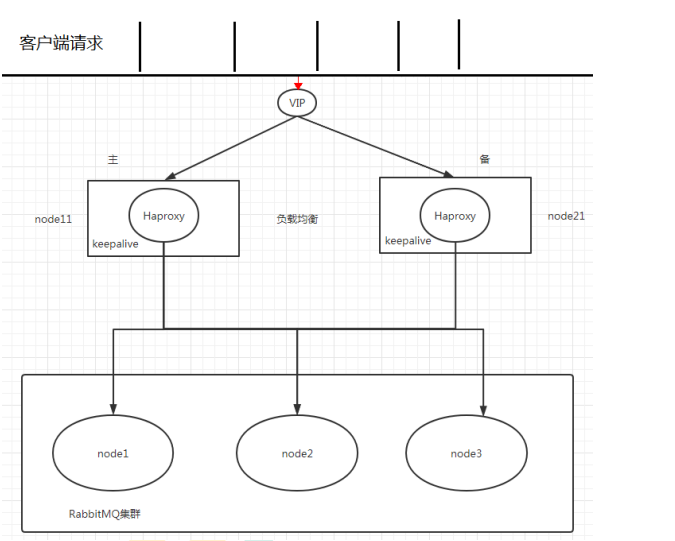 客户端请求
VIP
主
备
node11
Haproxy
keepalive
负载均衡
Haproxy
keepalive
node21
node1
node2
node3
RabbitMQ集群